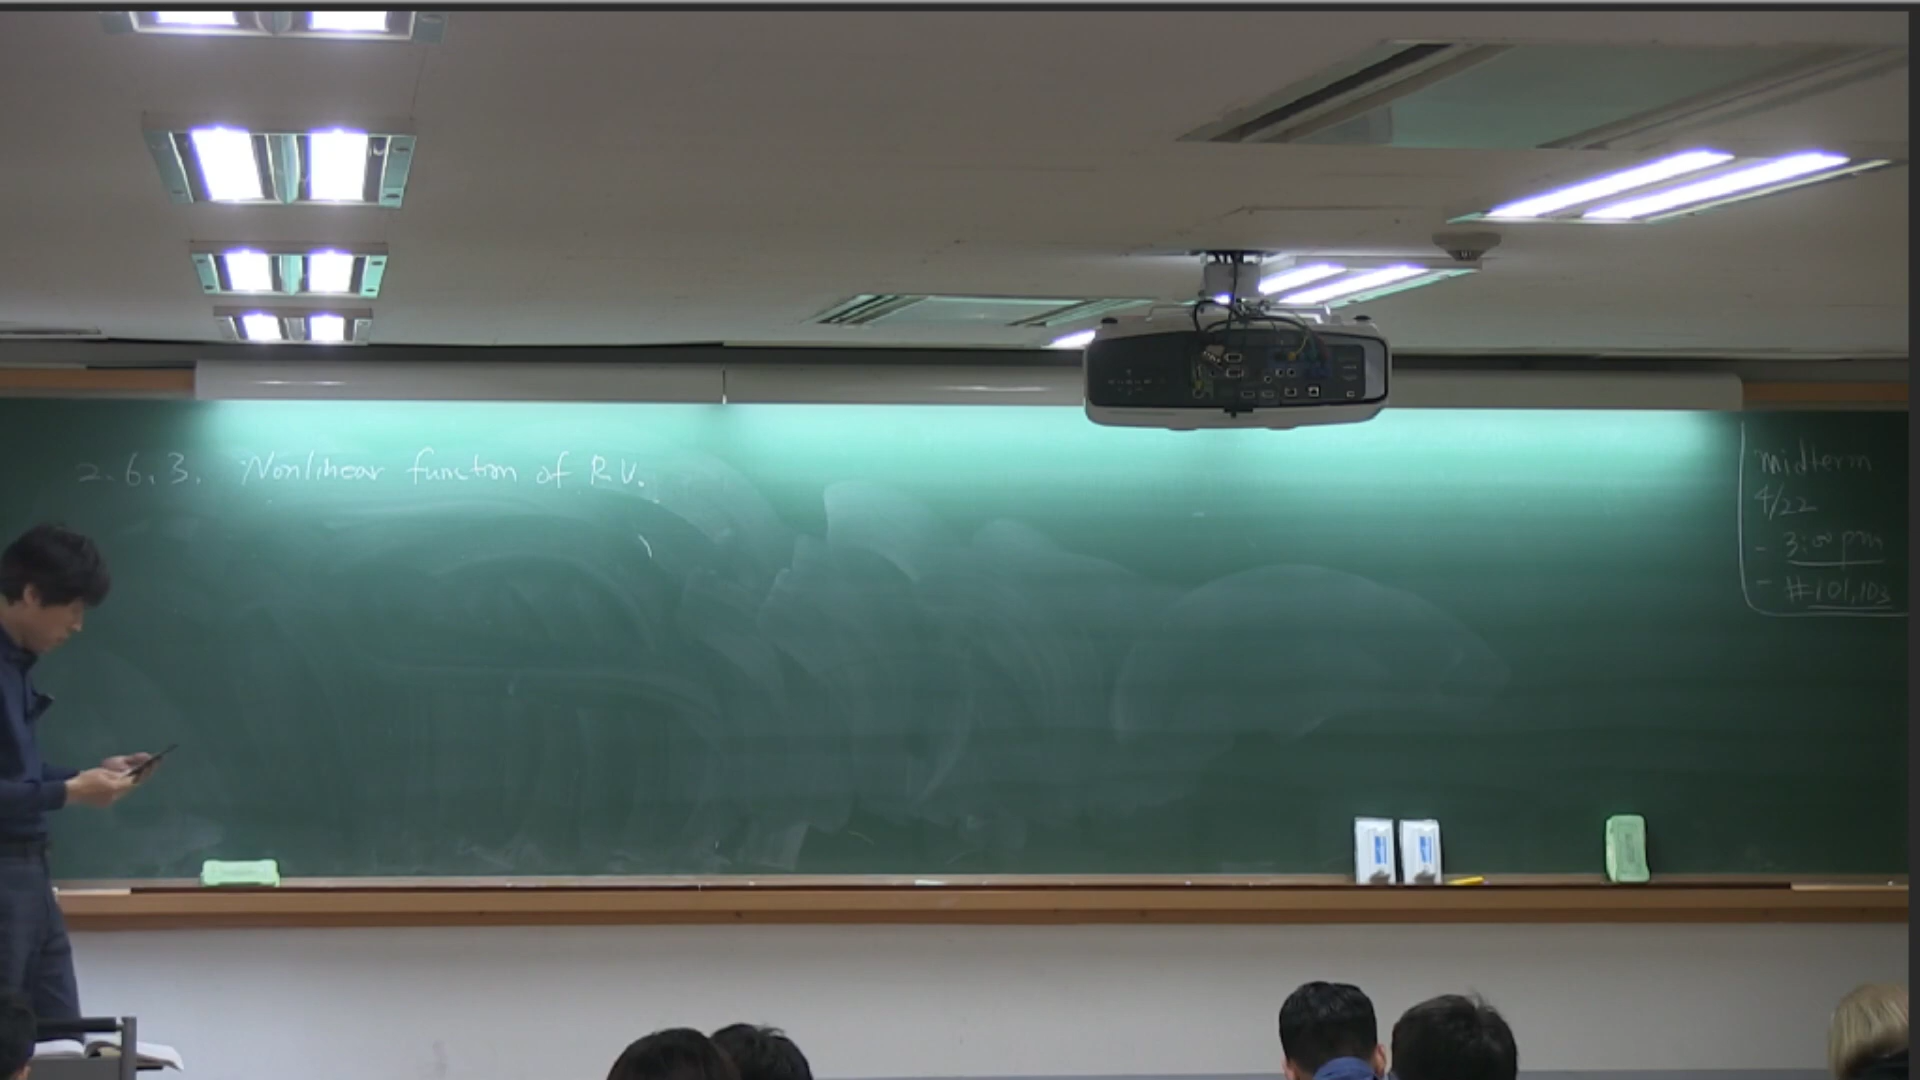 2.6.3. Nonlinear function of R.V.
midterm
4/22
- 3:00 pm
- #101,103